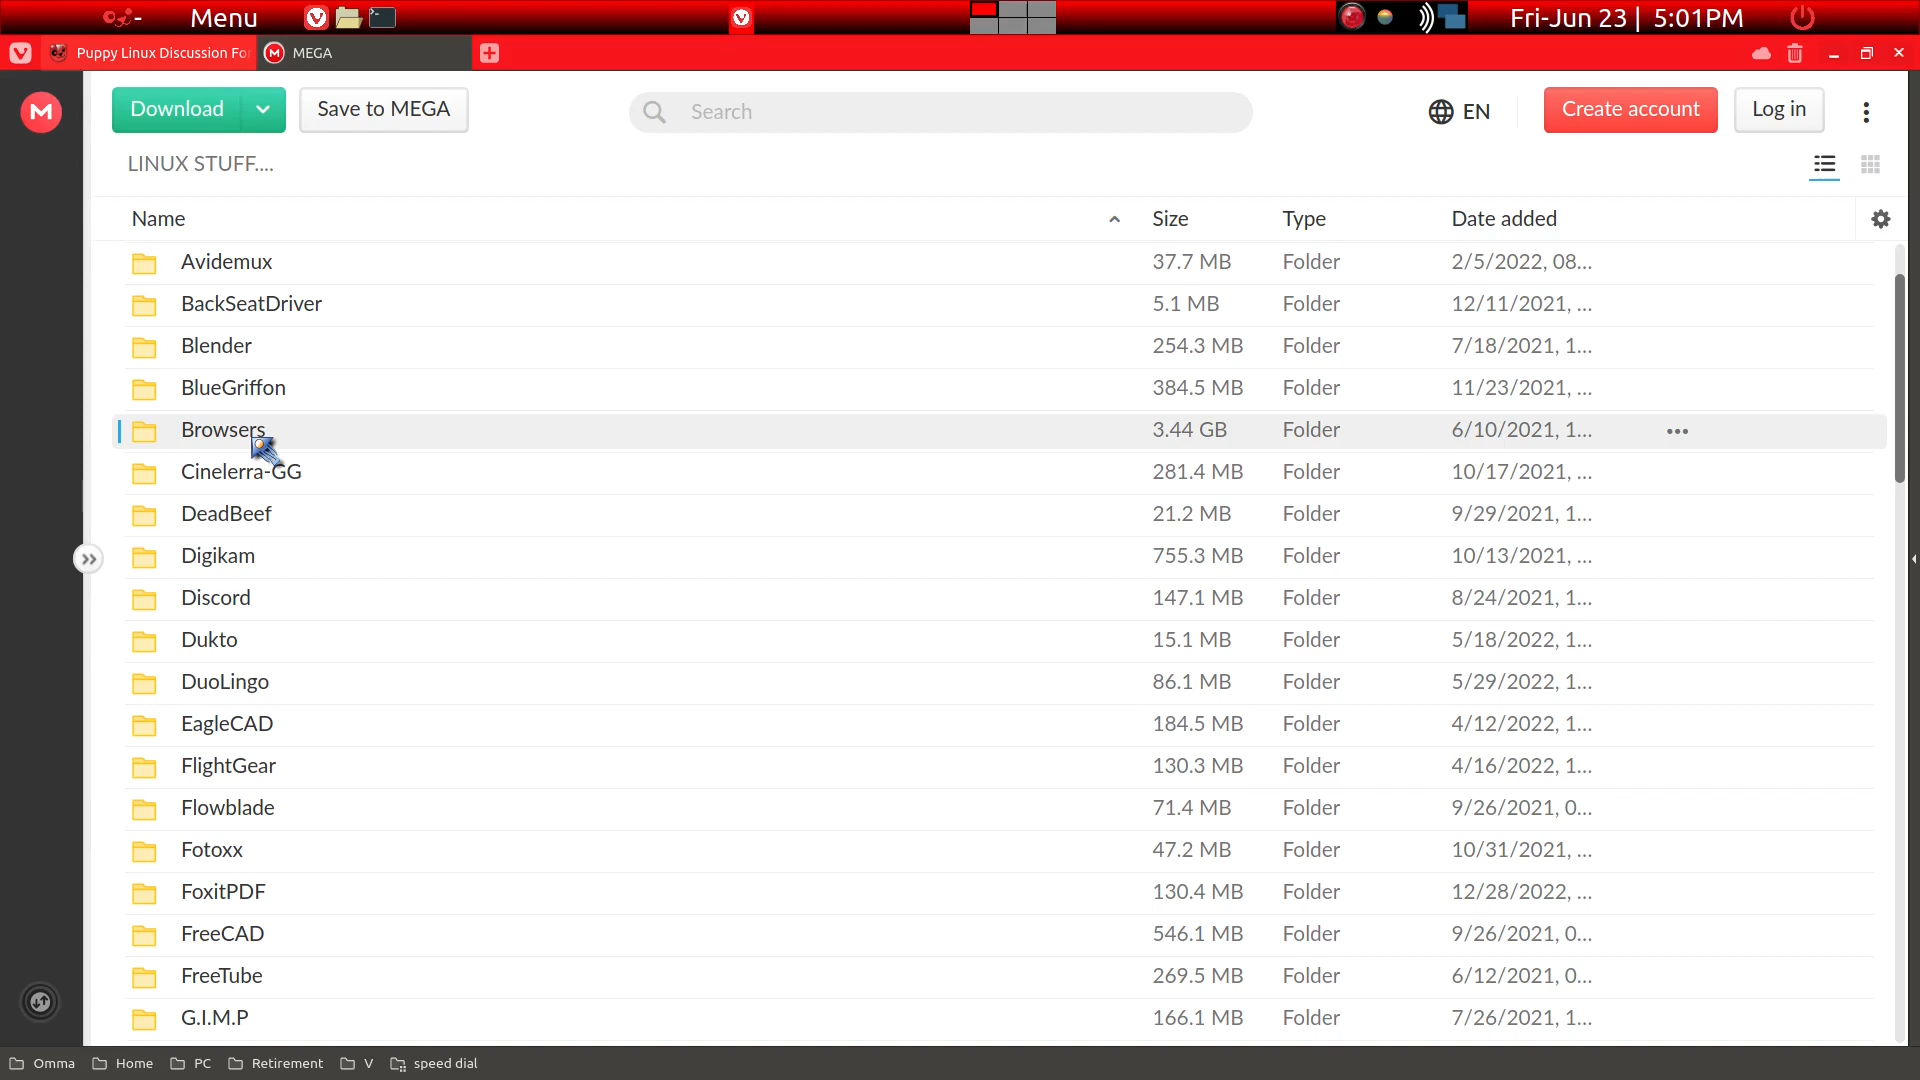 Menu
Fri-Jun 23 | 5:01PM
Puppy Linux Discussion Fo
MEGA
Download
Save to MEGA
Search
EN
Create account
Log in
LINUX STUFF....
Name Size Type Date added
Avidemux 37.7 MB Folder 2/5/2022, 08...
BackSeatDriver 5.1 MB Folder 12/11/2021, ...
Blender 254.3 MB Folder 7/18/2021, 1...
BlueGriffon 384.5 MB Folder 11/23/2021, ...
Browsers 3.44 GB Folder 6/10/2021, 1...
Cinelerra-GG 281.4 MB Folder 10/17/2021, ...
DeadBeef 21.2 MB Folder 9/29/2021, 1...
Digikam 755.3 MB Folder 10/13/2021, ...
Discord 147.1 MB Folder 8/24/2021, 1...
Dukto 15.1 MB Folder 5/18/2022, 1...
DuoLingo 86.1 MB Folder 5/29/2022, 1...
EagleCAD 184.5 MB Folder 4/12/2022, 1...
FlightGear 130.3 MB Folder 4/16/2022, 1...
Flowblade 71.4 MB Folder 9/26/2021, 0...
Fotoxx 47.2 MB Folder 10/31/2021, ...
FoxitPDF 130.4 MB Folder 12/28/2022, ...
FreeCAD 546.1 MB Folder 9/26/2021, 0...
FreeTube 269.5 MB Folder 6/12/2021, 0...
G.I.M.P 166.1 MB Folder 7/26/2021, 1...
Omma Home PC Retirement V speed dial